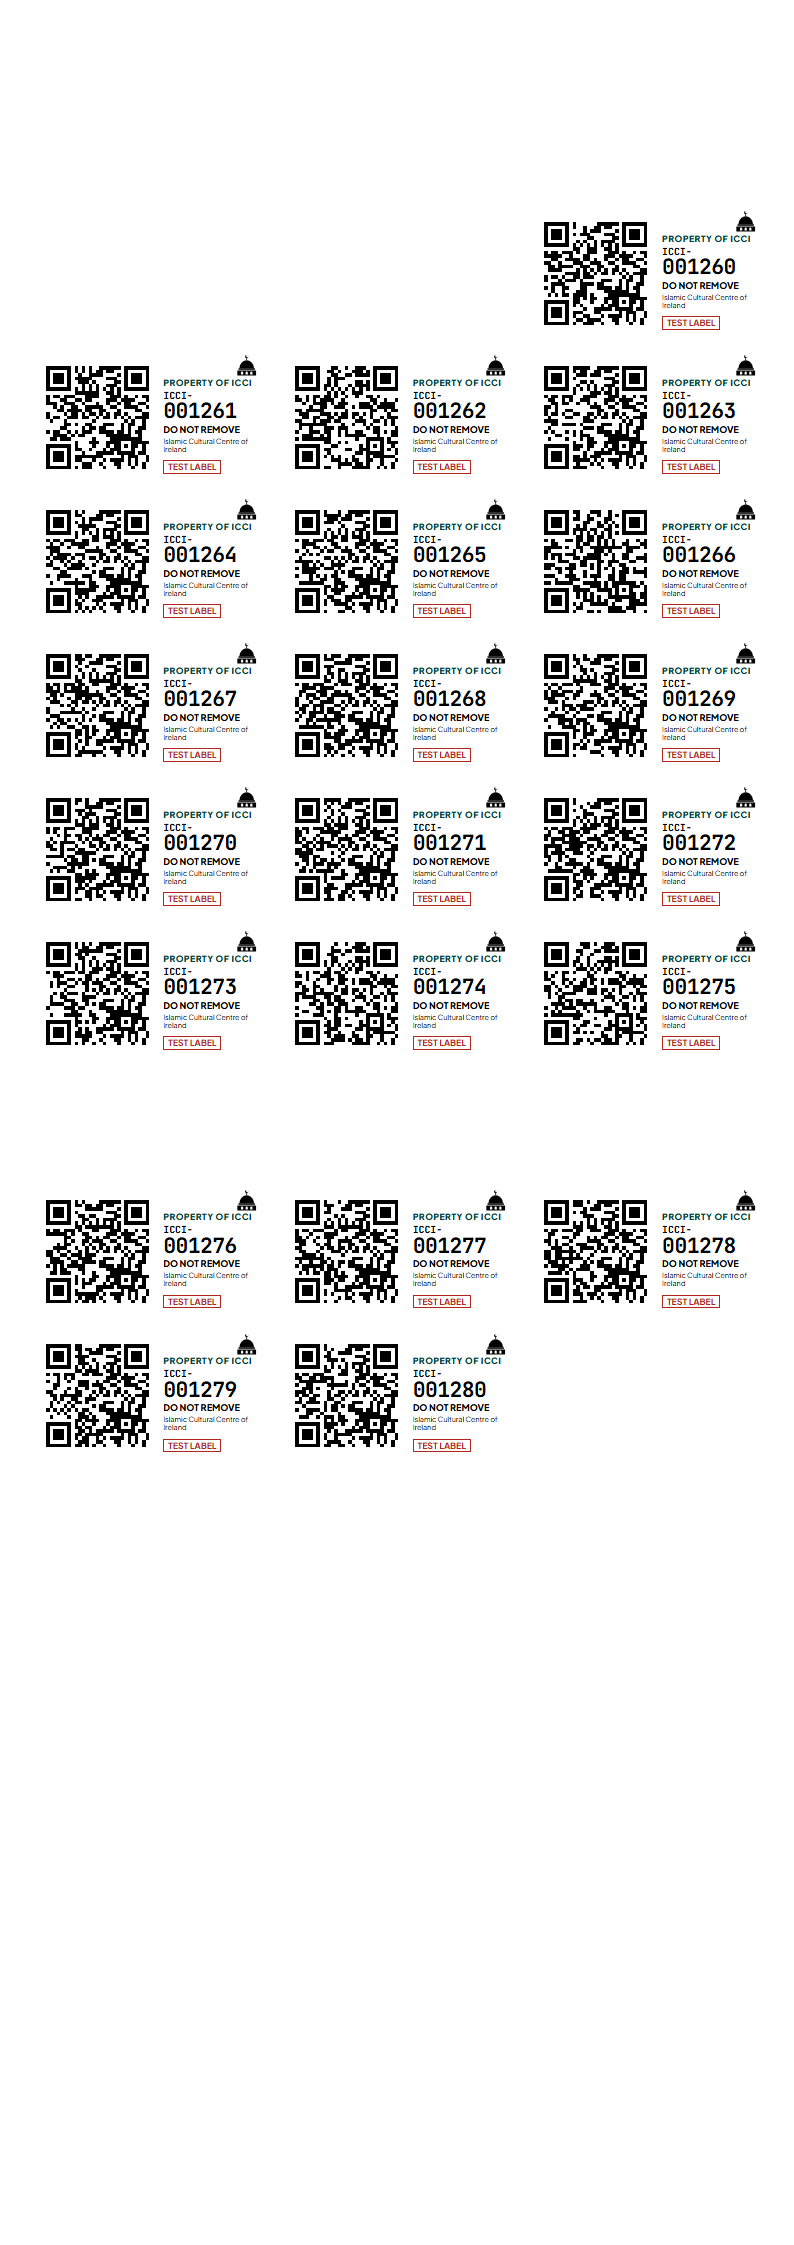 PROPERTY OF ICCI
ICCI-
001260
DO NOT REMOVE
Islamic Cultural Centre of
Ireland
TEST LABEL
PROPERTY OF ICCI
ICCI-
001261
DO NOT REMOVE
Islamic Cultural Centre of
Ireland
TEST LABEL
PROPERTY OF ICCI
ICCI-
001262
DO NOT REMOVE
Islamic Cultural Centre of
Ireland
TEST LABEL
PROPERTY OF ICCI
ICCI-
001263
DO NOT REMOVE
Islamic Cultural Centre of
Ireland
TEST LABEL
PROPERTY OF ICCI
ICCI-
001264
DO NOT REMOVE
Islamic Cultural Centre of
Ireland
TEST LABEL
PROPERTY OF ICCI
ICCI-
001265
DO NOT REMOVE
Islamic Cultural Centre of
Ireland
TEST LABEL
PROPERTY OF ICCI
ICCI-
001266
DO NOT REMOVE
Islamic Cultural Centre of
Ireland
TEST LABEL
PROPERTY OF ICCI
ICCI-
001267
DO NOT REMOVE
Islamic Cultural Centre of
Ireland
TEST LABEL
PROPERTY OF ICCI
ICCI-
001268
DO NOT REMOVE
Islamic Cultural Centre of
Ireland
TEST LABEL
PROPERTY OF ICCI
ICCI-
001269
DO NOT REMOVE
Islamic Cultural Centre of
Ireland
TEST LABEL
PROPERTY OF ICCI
ICCI-
001270
DO NOT REMOVE
Islamic Cultural Centre of
Ireland
TEST LABEL
PROPERTY OF ICCI
ICCI-
001271
DO NOT REMOVE
Islamic Cultural Centre of
Ireland
TEST LABEL
PROPERTY OF ICCI
ICCI-
001272
DO NOT REMOVE
Islamic Cultural Centre of
Ireland
TEST LABEL
PROPERTY OF ICCI
ICCI-
001273
DO NOT REMOVE
Islamic Cultural Centre of
Ireland
TEST LABEL
PROPERTY OF ICCI
ICCI-
001274
DO NOT REMOVE
Islamic Cultural Centre of
Ireland
TEST LABEL
PROPERTY OF ICCI
ICCI-
001275
DO NOT REMOVE
Islamic Cultural Centre of
Ireland
TEST LABEL
PROPERTY OF ICCI
ICCI-
001276
DO NOT REMOVE
Islamic Cultural Centre of
Ireland
TEST LABEL
PROPERTY OF ICCI
ICCI-
001277
DO NOT REMOVE
Islamic Cultural Centre of
Ireland
TEST LABEL
PROPERTY OF ICCI
ICCI-
001278
DO NOT REMOVE
Islamic Cultural Centre of
Ireland
TEST LABEL
PROPERTY OF ICCI
ICCI-
001279
DO NOT REMOVE
Islamic Cultural Centre of
Ireland
TEST LABEL
PROPERTY OF ICCI
ICCI-
001280
DO NOT REMOVE
Islamic Cultural Centre of
Ireland
TEST LABEL